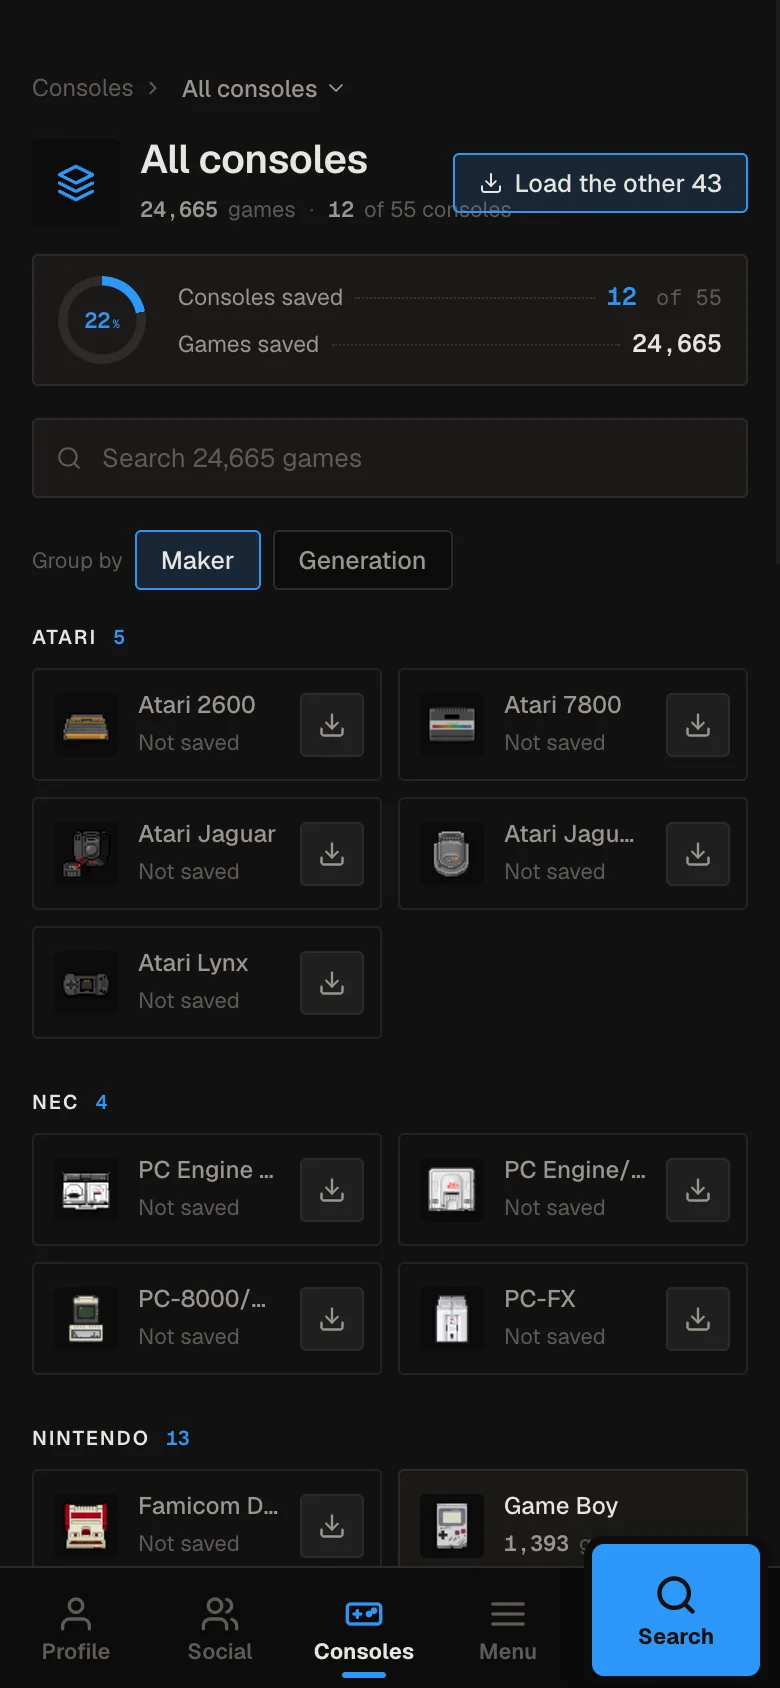 Consoles > All consoles
All consoles
24,665 games · 12 of 55 consoles
Load the other 43
22%
Consoles saved 12 of 55
Games saved 24,665
Search 24,665 games
Group by Maker Generation
ATARI 5
Atari 2600
Not saved
Atari 7800
Not saved
Atari Jaguar
Not saved
Atari Jagu...
Not saved
Atari Lynx
Not saved
NEC 4
PC Engine ...
Not saved
PC Engine/...
Not saved
PC-8000/...
Not saved
PC-FX
Not saved
NINTENDO 13
Famicom D...
Not saved
Game Boy
1,393 g
Profile
Social
Consoles
Menu
Search